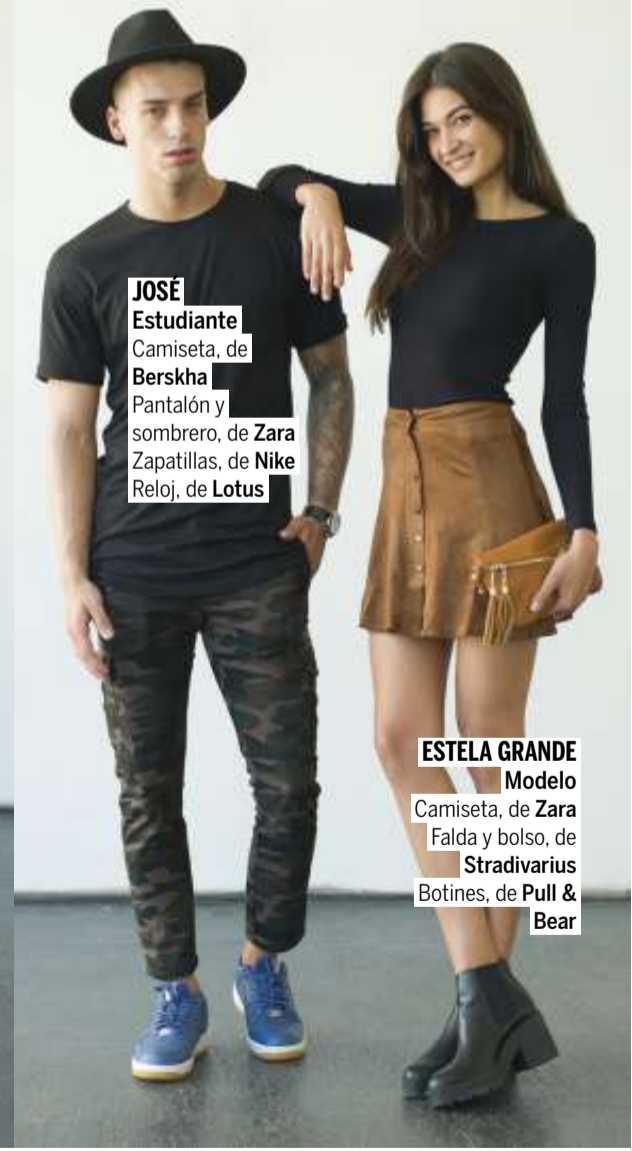 JOSÉ
Estudiante
Camiseta, de
Berskha
Pantalón y
sombrero, de Zara
Zapatillas, de Nike
Reloj, de Lotus
ESTELA GRANDE
Modelo
Camiseta, de Zara
Falda y bolso, de
Stradivarius
Botines, de Pull &
Bear